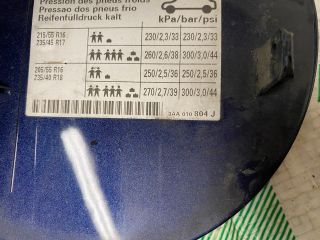 Pression des pneus froids
Pressao dos pneus frio
Reifenfülldruck kalt
kPa/bar/psi
215/55 R16
235/45 R17
230/2,3/33 230/2,3/33
260/2,6/38 300/3,0/44
205/55 R16
235/40 R18
250/2,5/36 250/2,5/36
270/2,7/39 300/3,0/44
3AA 010 804 J